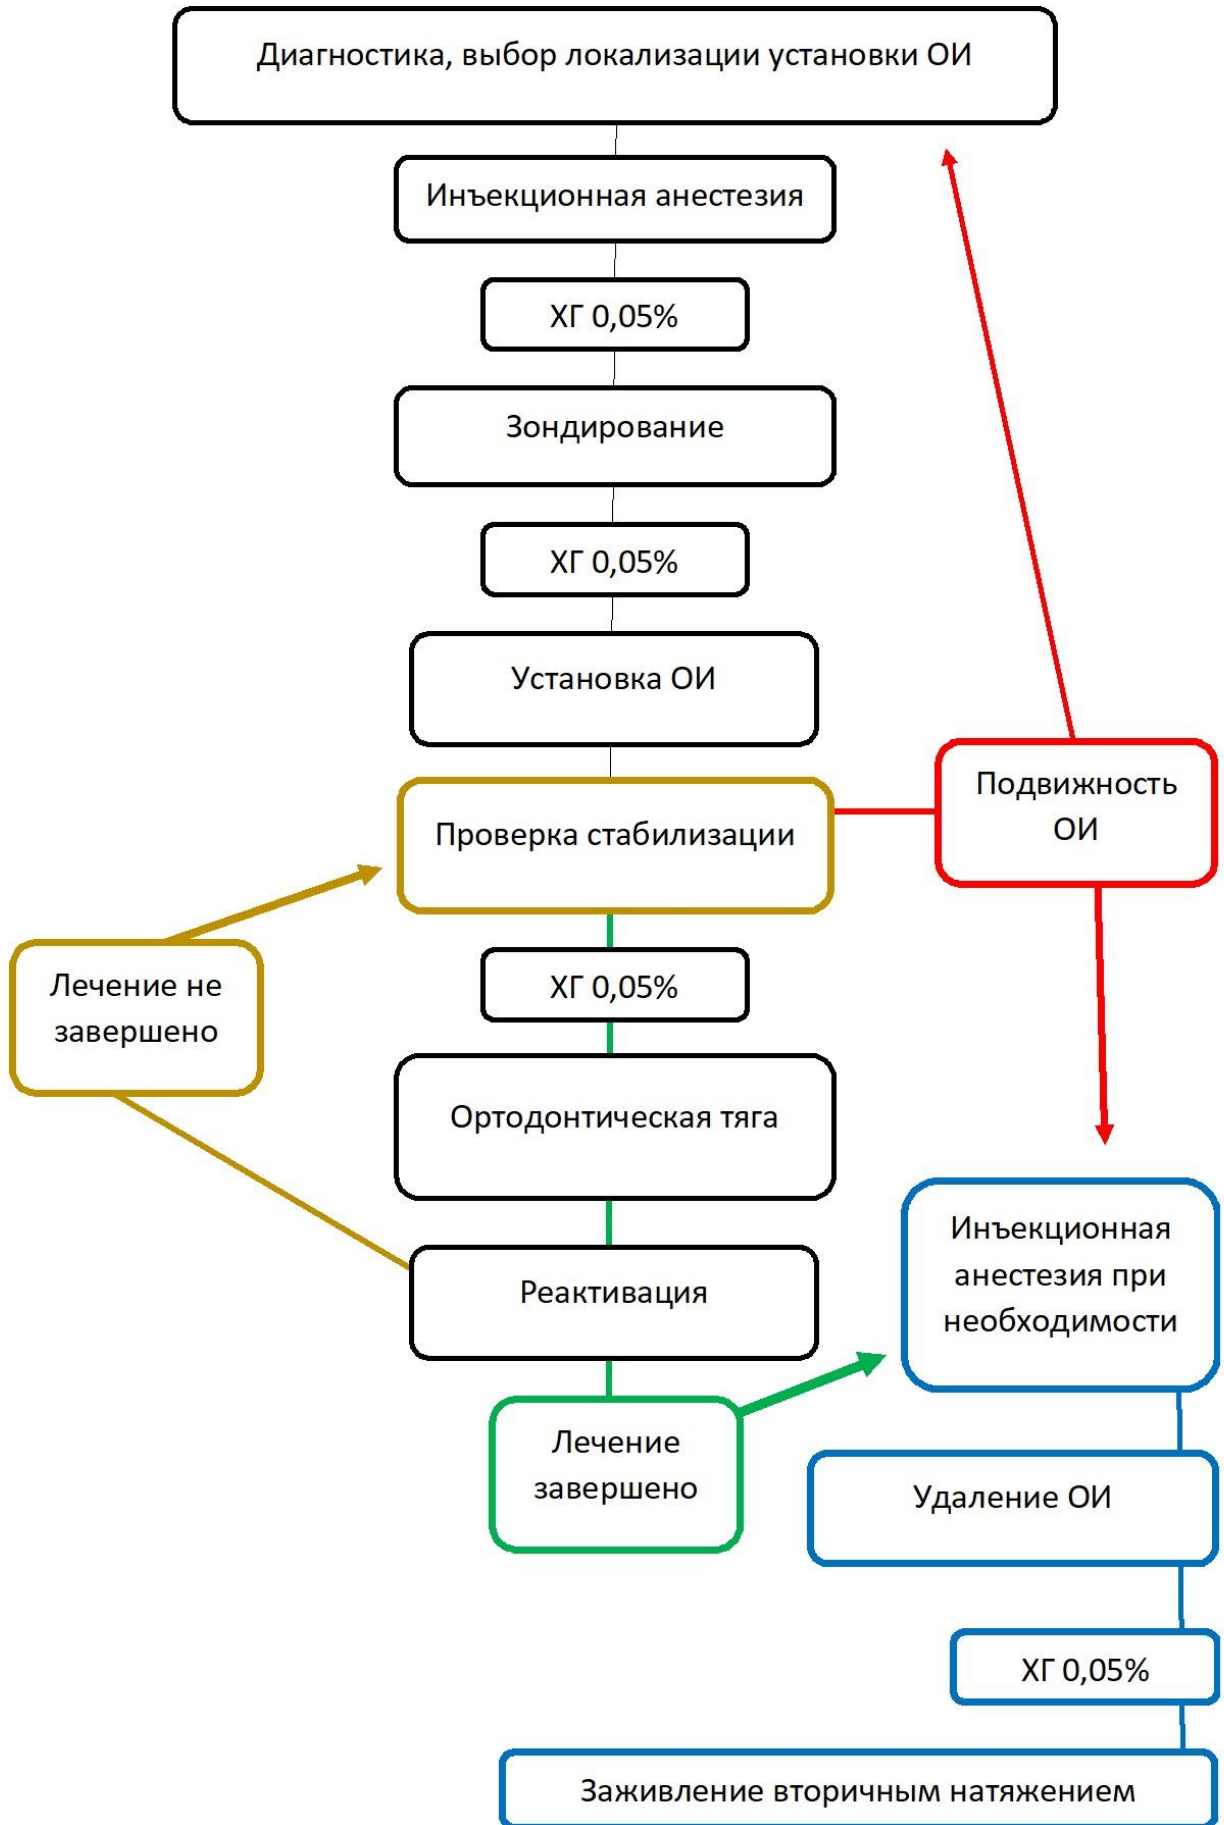 Диагностика, выбор локализации установки ОИ
Инъекционная анестезия
ХГ 0,05%
Зондирование
ХГ 0,05%
Установка ОИ
Подвижность
ОИ
Проверка стабилизации
Лечение не
завершено
ХГ 0,05%
Ортодонтическая тяга
Реактивация
Инъекционная
анестезия при
необходимости
Лечение
завершено
Удаление ОИ
ХГ 0,05%
Заживление вторичным натяжением